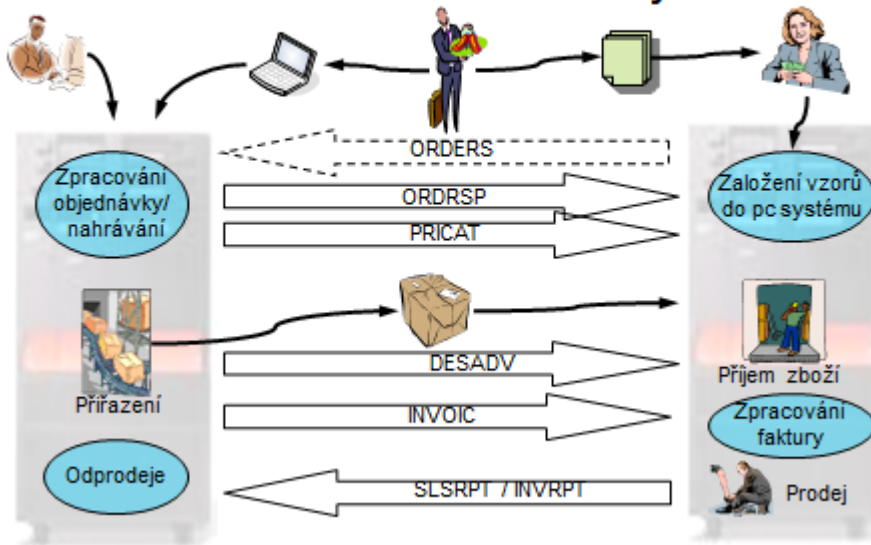 ORDERS
Zpracování
objednávky/
nahrávání
ORDRSP
PRICAT
Založení vzorů
do pc systému
Přiřazení
DESADV
Příjem zboží
INVOIC
Zpracování
faktury
Odprodeje
SLSRPT / INVRPT
Prodej